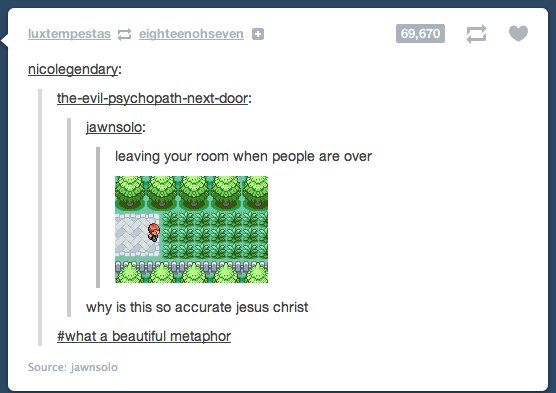 luxtempestas eighteenohseven
69,670
nicolegendary:
the-evil-psychopath-next-door:
jawnsolo:
leaving your room when people are over
why is this so accurate jesus christ
#what a beautiful metaphor
Source: jawnsolo